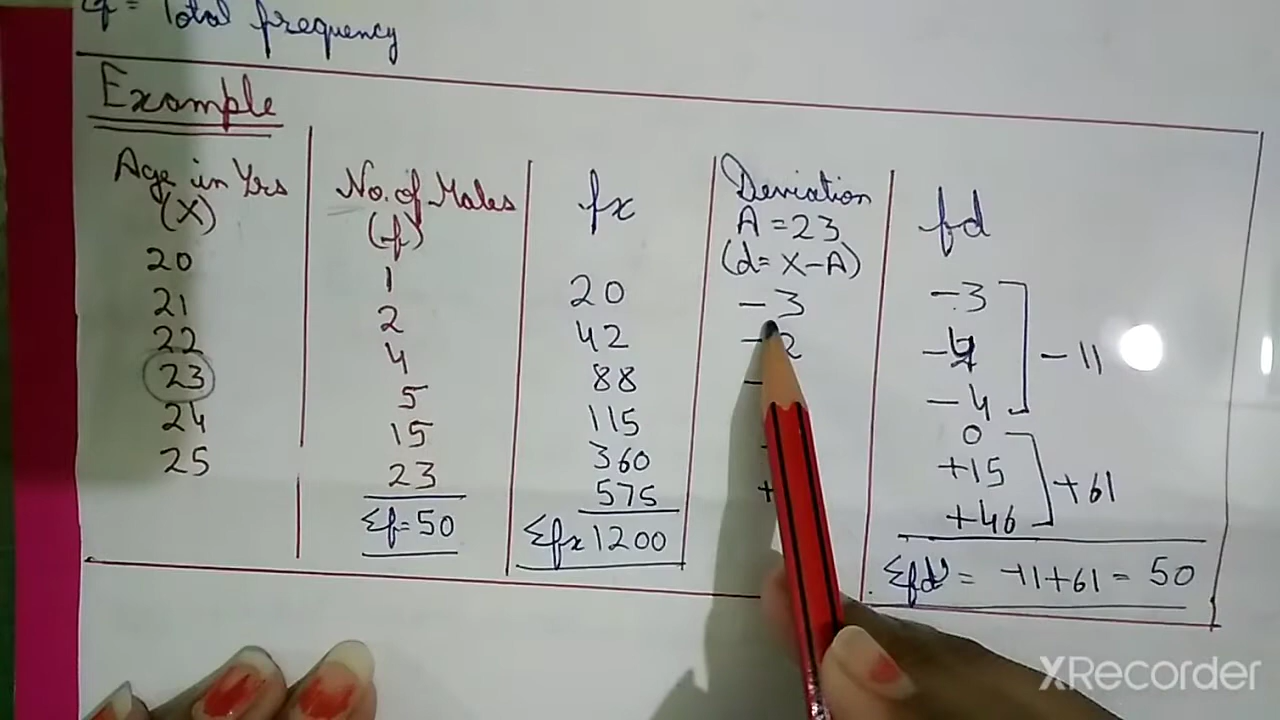 = Total frequency
Example
Age in Yrs (X) | No. of Males (f) | fx | Deviation A = 23 (d = X-A) | fd
20 | 1 | 20 | -3 | -3
21 | 2 | 42 | -2 | -4
22 | 4 | 88 | - | -4
23 | 5 | 115 | 0
24 | 15 | 360 | +15
25 | 23 | 575 | + | +46
-11
+61
Σf=50 | Σfx 1200 | Σfd = -11+61 = 50
XRecorder